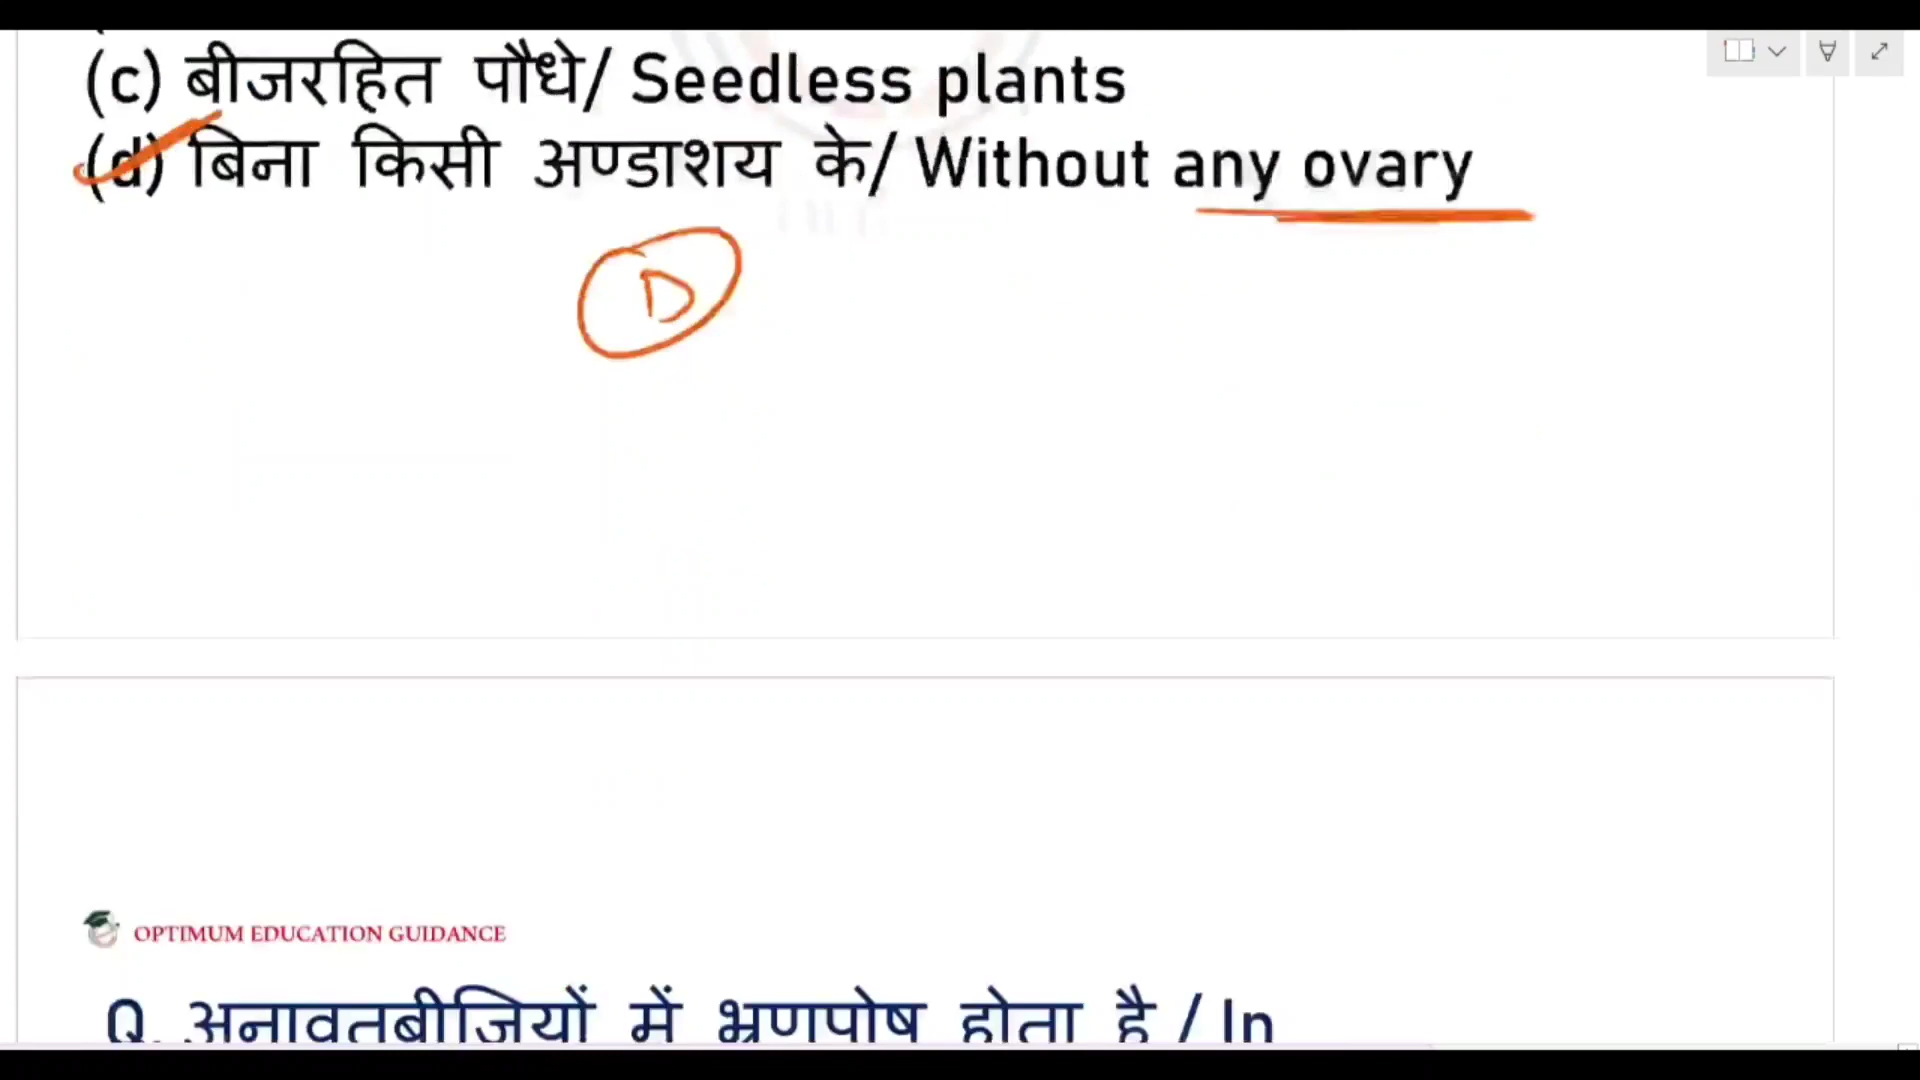 (c) बीजरहित पौधे/ Seedless plants
(d) बिना किसी अण्डाशय के/ Without any ovary
D
OPTIMUM EDUCATION GUIDANCE
Q. अनावृतबीजियों में भ्रूणपोष होता है / In